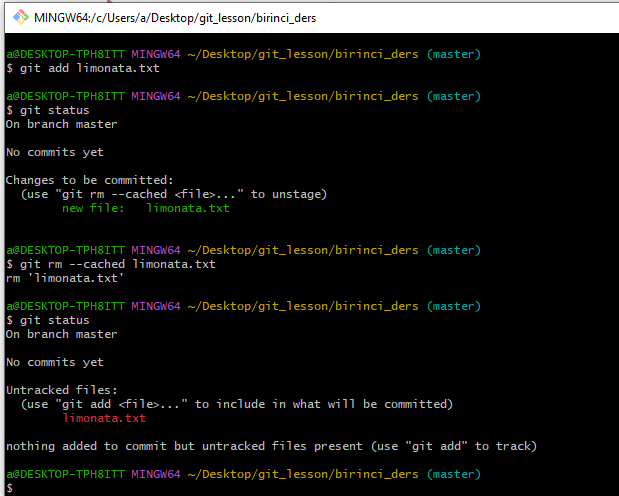 MINGW64:/c/Users/a/Desktop/git_lesson/birinci_ders
a@DESKTOP-TPH8ITT MINGW64 ~/Desktop/git_lesson/birinci_ders (master)
$ git add limonata.txt
a@DESKTOP-TPH8ITT MINGW64 ~/Desktop/git_lesson/birinci_ders (master)
$ git status
On branch master
No commits yet
Changes to be committed:
  (use "git rm --cached <file>..." to unstage)
        new file:   limonata.txt
a@DESKTOP-TPH8ITT MINGW64 ~/Desktop/git_lesson/birinci_ders (master)
$ git rm --cached limonata.txt
rm 'limonata.txt'
a@DESKTOP-TPH8ITT MINGW64 ~/Desktop/git_lesson/birinci_ders (master)
$ git status
On branch master
No commits yet
Untracked files:
  (use "git add <file>..." to include in what will be committed)
        limonata.txt
nothing added to commit but untracked files present (use "git add" to track)
a@DESKTOP-TPH8ITT MINGW64 ~/Desktop/git_lesson/birinci_ders (master)
$